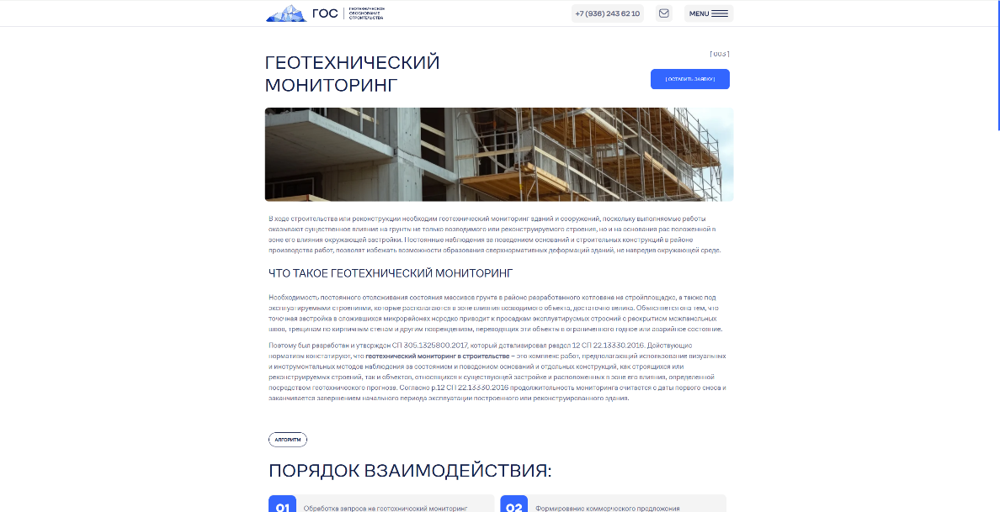 ГОС
ГЕОТЕХНИЧЕСКОЕ
ОБОСНОВАНИЕ
СТРОИТЕЛЬСТВА
+7 (936) 243 62 10
MENU
ГЕОТЕХНИЧЕСКИЙ
МОНИТОРИНГ
[ 003 ]
[ ОСТАВИТЬ ЗАЯВКУ ]
В ходе строительства или реконструкции необходим геотехнический мониторинг зданий и сооружений, поскольку выполняемые работы
оказывают существенное влияние на грунты не только возводимого или реконструируемого строения, но и на основания рас положенной в
зоне его влияния окружающей застройки. Постоянные наблюдения за поведением оснований и строительных конструкций в районе
производства работ, позволят избежать возможности образования сверхнормативных деформаций зданий, не навредив окружающей среде.
ЧТО ТАКОЕ ГЕОТЕХНИЧЕСКИЙ МОНИТОРИНГ
Необходимость постоянного отслеживания состояния массивов грунта в районе разработанного котлована на стройплощадке, а также под
эксплуатируемыми строениями, которые располагаются в зоне влияния возводимого объекта, достаточно велика. Объясняется она тем, что
точечная застройка в сложившихся микрорайонах нередко приводит к просадкам эксплуатируемых строений с раскрытием межпанельных
швов, трещинам по кирпичным стенам и другим повреждениям, переводящих эти объекты в ограниченного годное или аварийное состояние.
Поэтому был разработан и утвержден СП 305.1325800.2017, который детализировал раздел 12 СП 22.13330.2016. Действующие
нормативы констатируют, что геотехнический мониторинг в строительстве – это комплекс работ, предполагающий использование визуальных
и инструментальных методов наблюдения за состоянием и поведением оснований и отдельных конструкций, как строящихся или
реконструируемых строений, так и объектов, относящихся к существующей застройке и расположенных в зоне его влияния, определенной
посредством геотехнического прогноза. Согласно р.12 СП 22.13330.2016 продолжительность мониторинга считается с даты первого сноса и
заканчивается завершением начального периода эксплуатации построенного или реконструированного здания.
АЛГОРИТМ
ПОРЯДОК ВЗАИМОДЕЙСТВИЯ:
01
Обработка запроса на геотехнический мониторинг
02
Формирование коммерческого предложения